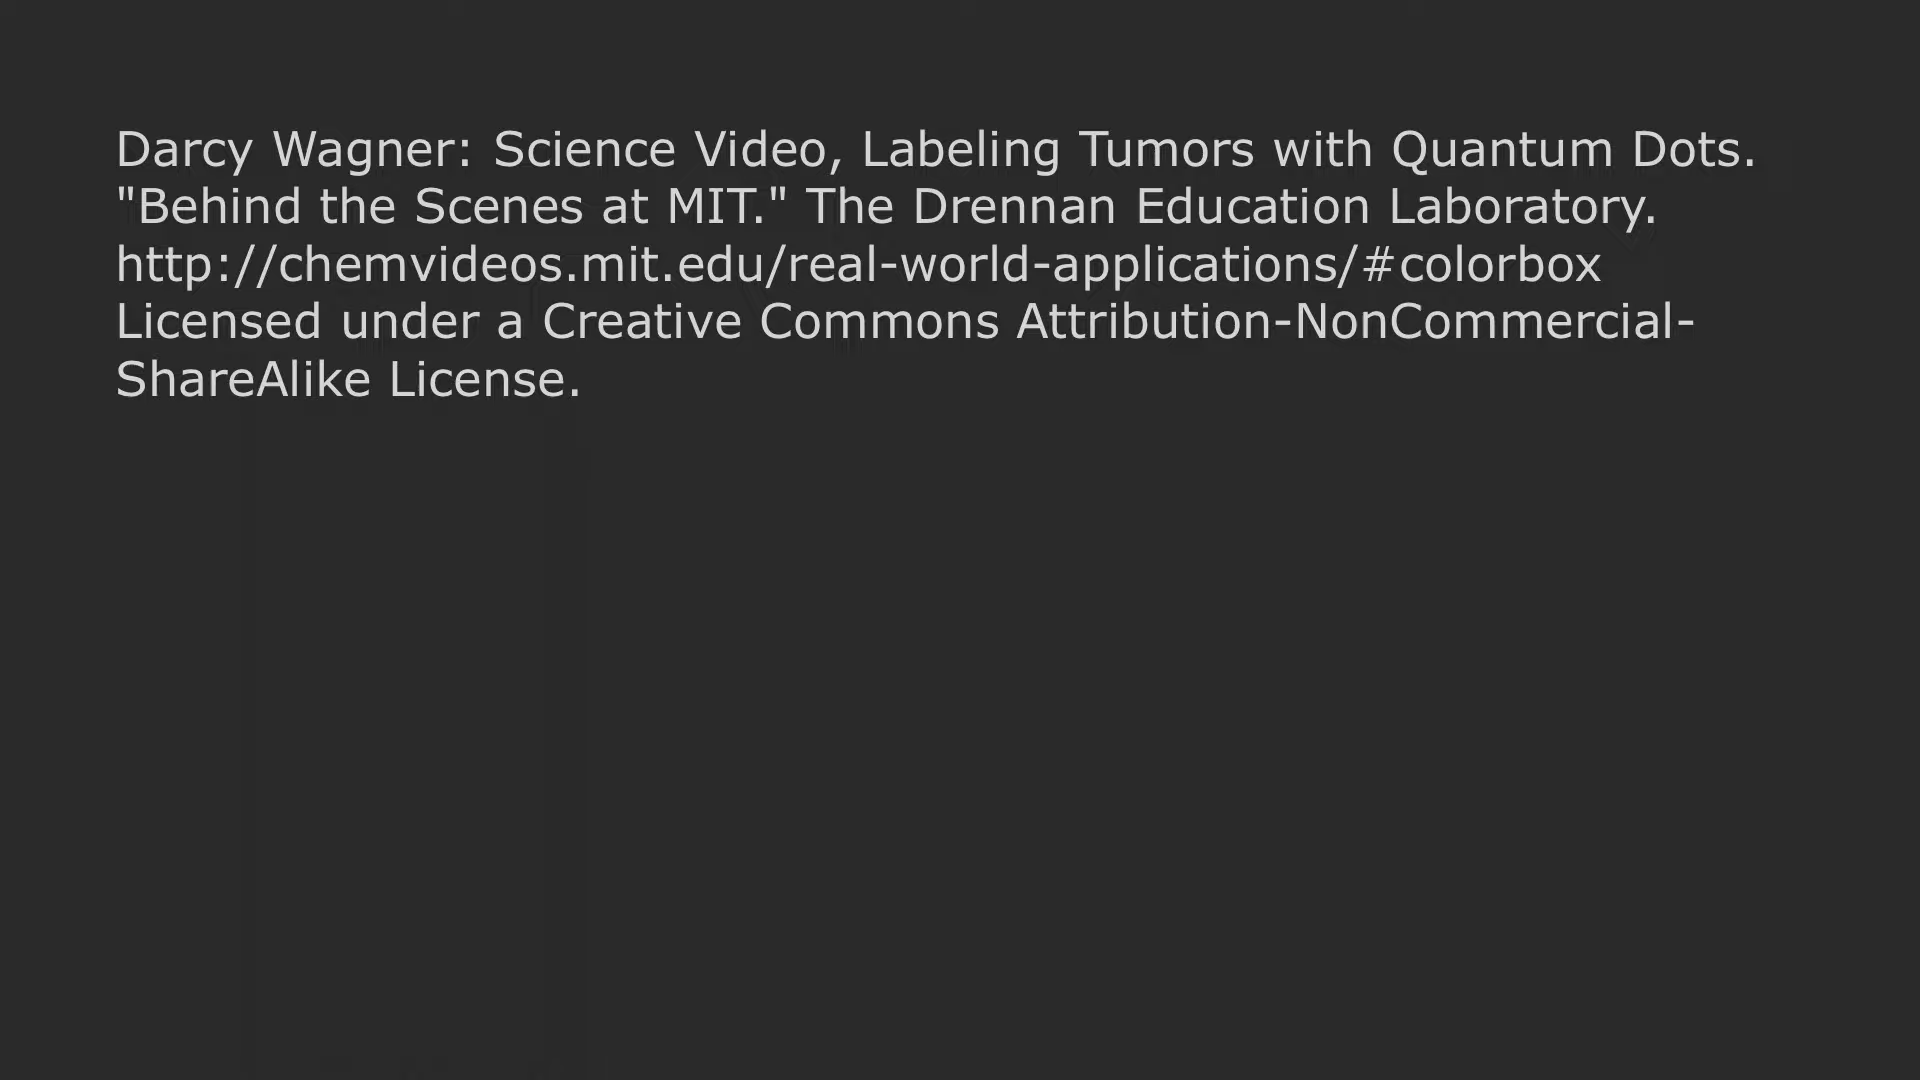 Darcy Wagner: Science Video, Labeling Tumors with Quantum Dots.
"Behind the Scenes at MIT." The Drennan Education Laboratory.
http://chemvideos.mit.edu/real-world-applications/#colorbox
Licensed under a Creative Commons Attribution-NonCommercial-
ShareAlike License.